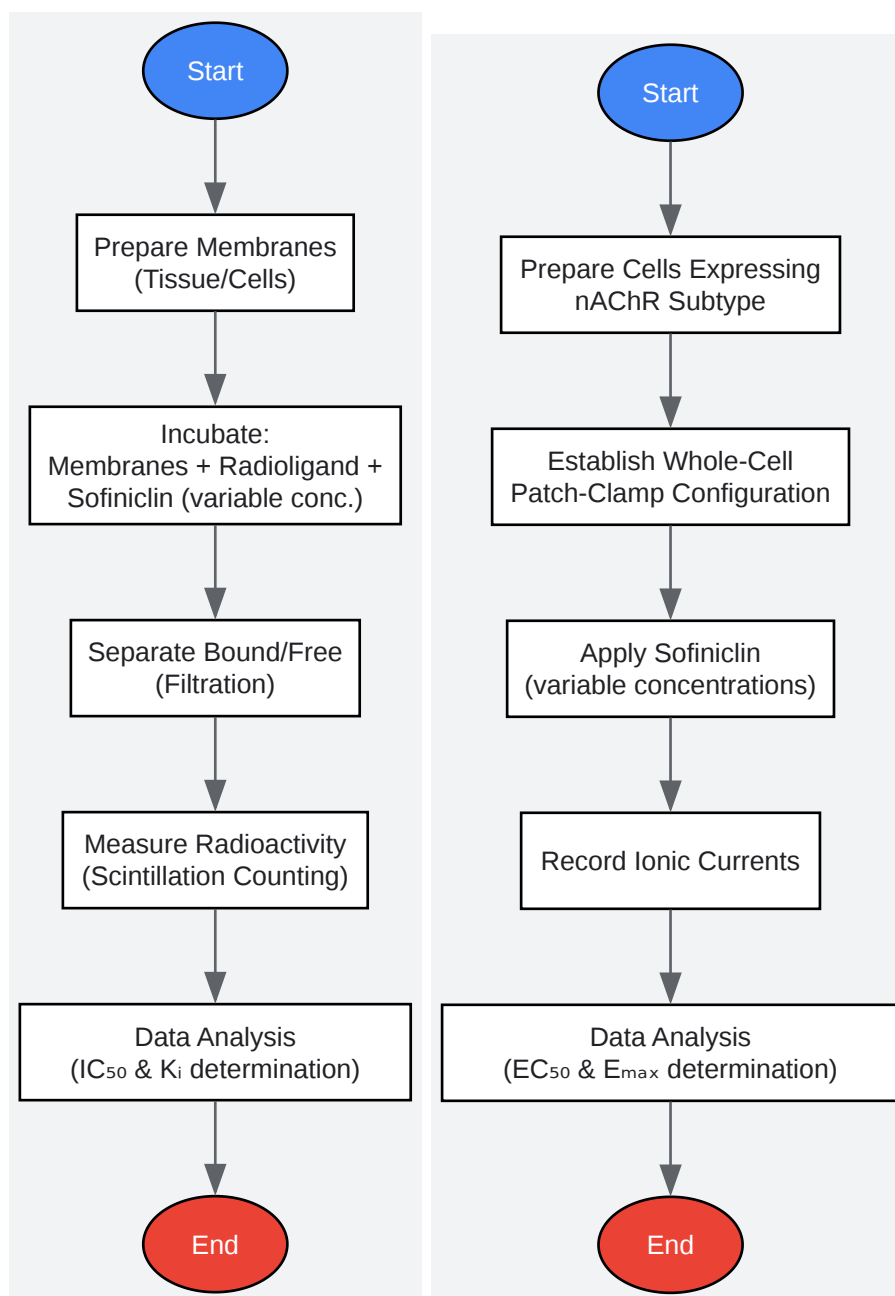 Start
Prepare Membranes
(Tissue/Cells)
Incubate:
Membranes + Radioligand +
Sofiniclin (variable conc.)
Separate Bound/Free
(Filtration)
Measure Radioactivity
(Scintillation Counting)
Data Analysis
(IC₅₀ & Kᵢ determination)
End
Start
Prepare Cells Expressing
nAChR Subtype
Establish Whole-Cell
Patch-Clamp Configuration
Apply Sofiniclin
(variable concentrations)
Record Ionic Currents
Data Analysis
(EC₅₀ & Eₘₐₓ determination)
End